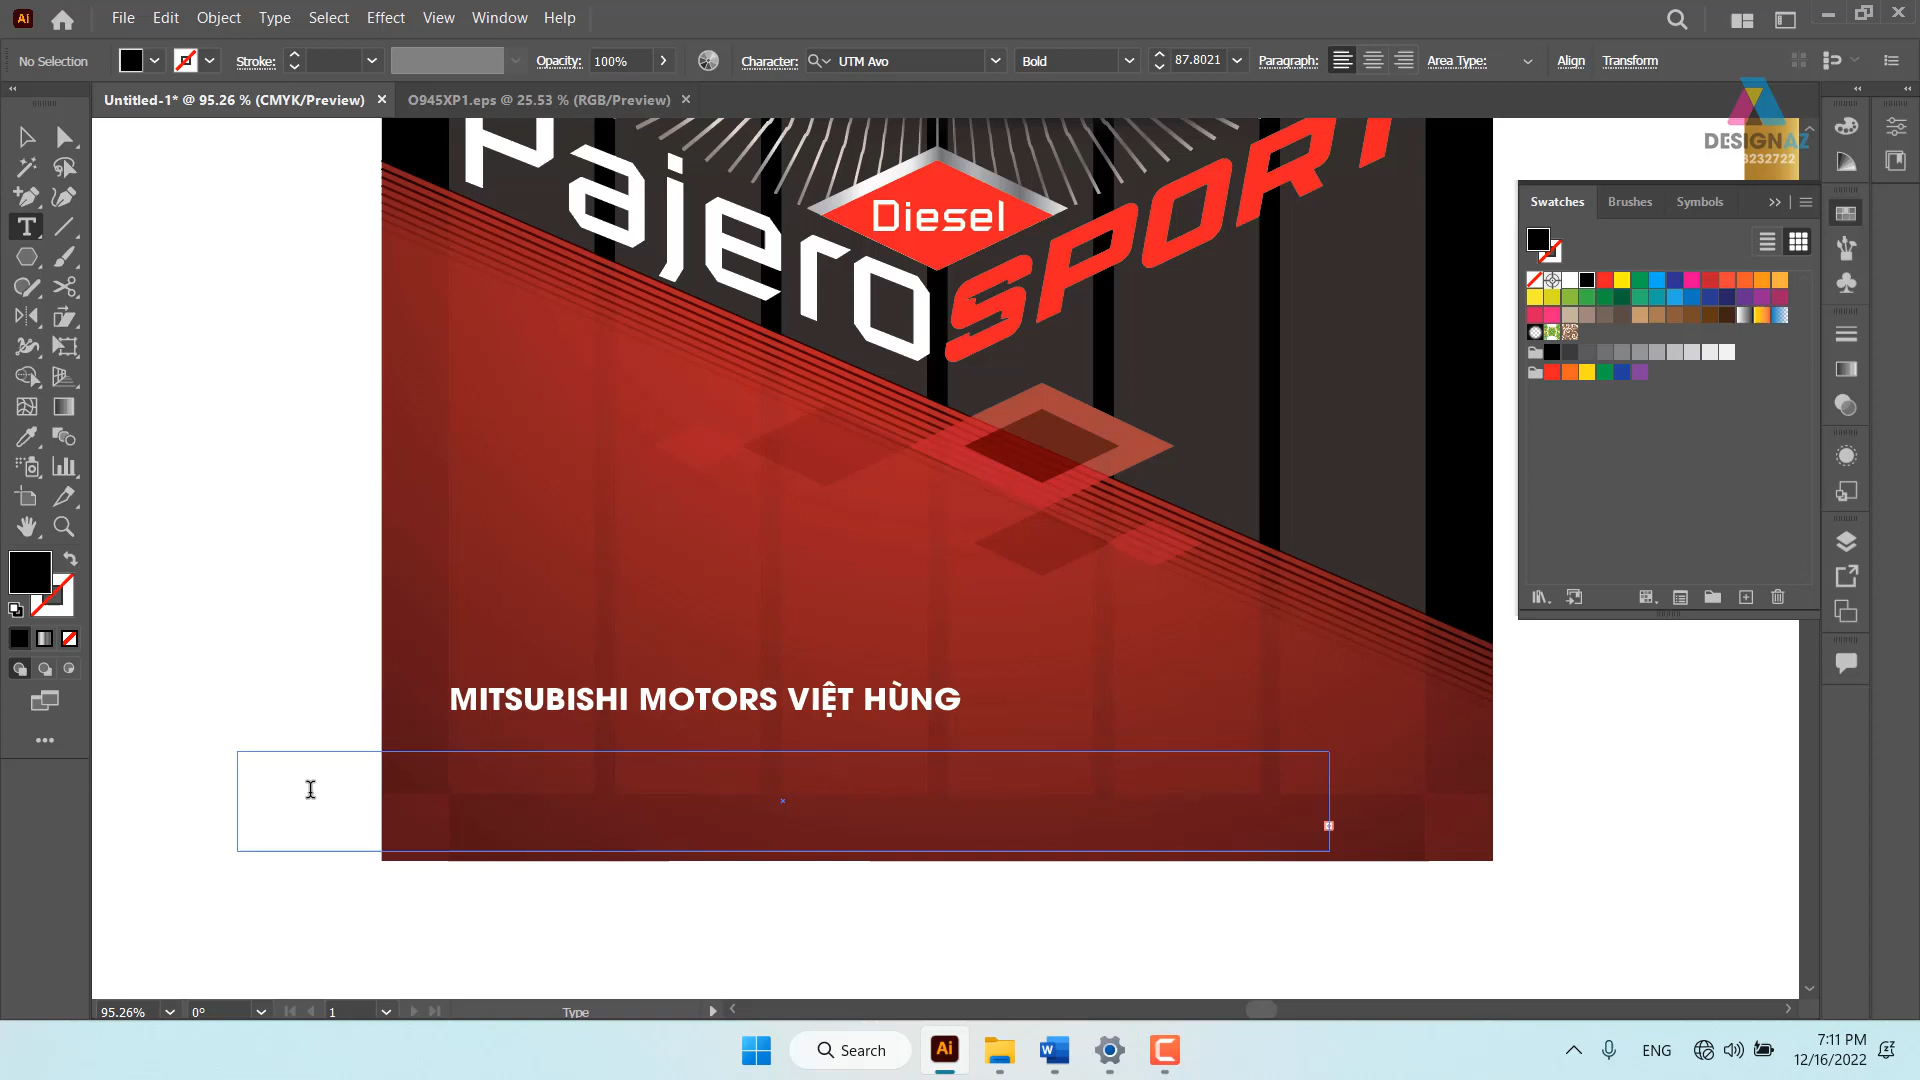 Ai File Edit Object Type Select Effect View Window Help
No Selection Stroke: Opacity: 100% Character: UTM Avo Bold 87.8021 Paragraph: Area Type: Align Transform
Untitled-1* @ 95.26 % (CMYK/Preview) O945XP1.eps @ 25.53 % (RGB/Preview)
DESIGNAZ
8232722
Pajero
Diesel
SPORT
Swatches Brushes Symbols
MITSUBISHI MOTORS VIỆT HÙNG
95.26% 0° 1 Type
Search
Ai
W
C
ENG
7:11 PM
12/16/2022